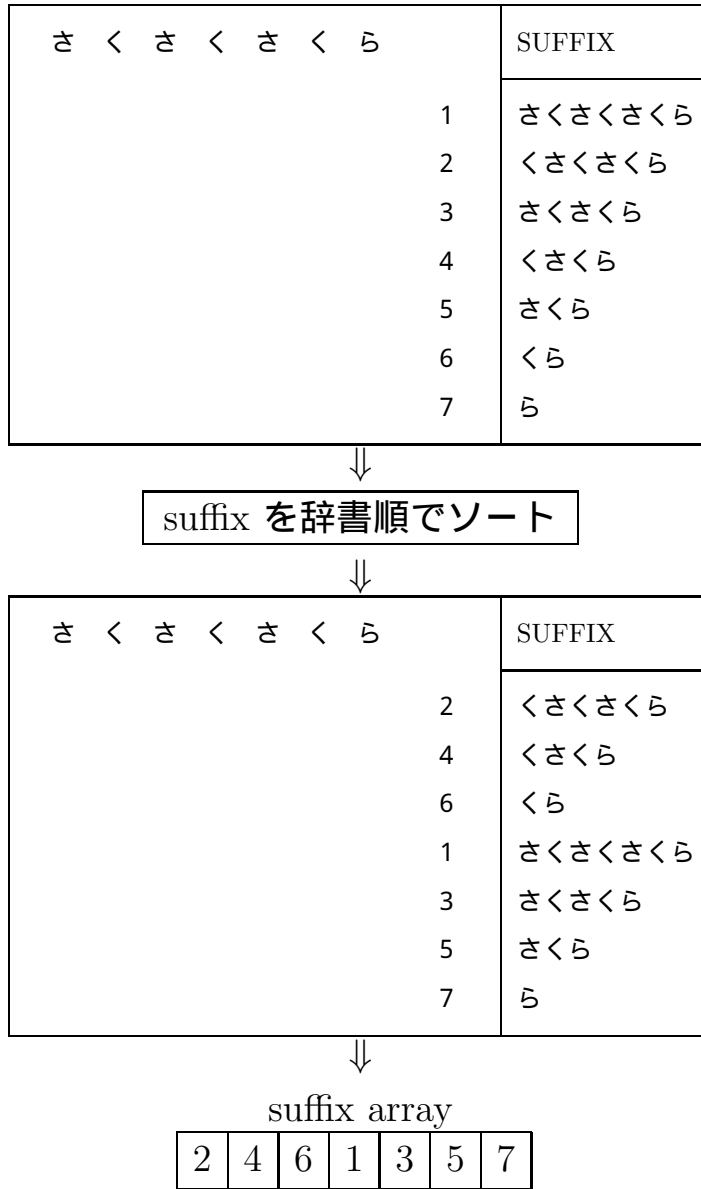 さ く さ く さ く ら SUFFIX
1 さくさくさくら
2 くさくさくら
3 さくさくら
4 くさくら
5 さくら
6 くら
7 ら
⇓
suffix を辞書順でソート
⇓
さ く さ く さ く ら SUFFIX
2 くさくさくら
4 くさくら
6 くら
1 さくさくさくら
3 さくさくら
5 さくら
7 ら
⇓
suffix array
2 4 6 1 3 5 7